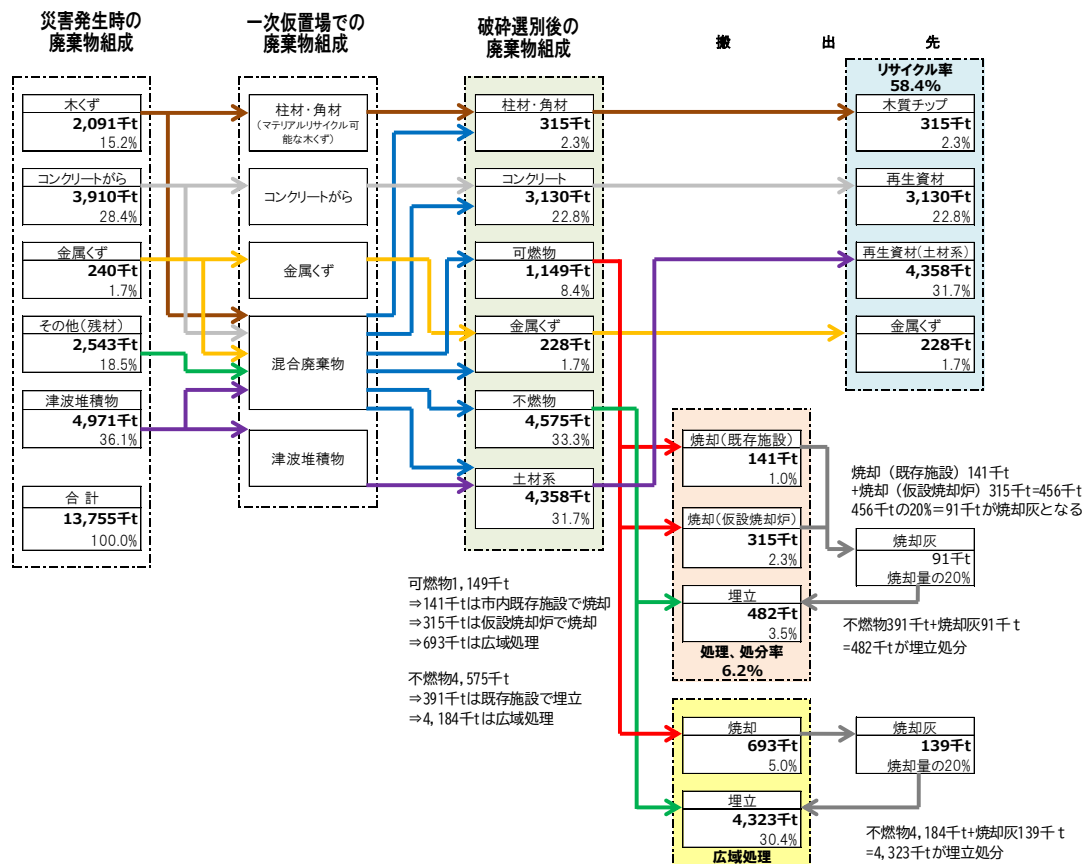 災害発生時の
廃棄物組成
一次仮置場での
廃棄物組成
破砕選別後の
廃棄物組成
搬 出 先
木くず
2,091千t
15.2%
コンクリートがら
3,910千t
28.4%
金属くず
240千t
1.7%
その他(残材)
2,543千t
18.5%
津波堆積物
4,971千t
36.1%
合 計
13,755千t
100.0%
柱材・角材
(マテリアルリサイクル可
能な木くず)
コンクリートがら
金属くず
混合廃棄物
津波堆積物
柱材・角材
315千t
2.3%
コンクリート
3,130千t
22.8%
可燃物
1,149千t
8.4%
金属くず
228千t
1.7%
不燃物
4,575千t
33.3%
土材系
4,358千t
31.7%
リサイクル率
58.4%
木質チップ
315千t
2.3%
再生資材
3,130千t
22.8%
再生資材(土材系)
4,358千t
31.7%
金属くず
228千t
1.7%
焼却(既存施設)
141千t
1.0%
焼却(仮設焼却炉)
315千t
2.3%
埋立
482千t
3.5%
処理、処分率
6.2%
焼却(既存施設)141千t
+焼却(仮設焼却炉)315千t=456千t
456千tの20%=91千tが焼却灰となる
焼却灰
91千t
焼却量の20%
不燃物391千t+焼却灰91千t
=482千tが埋立処分
可燃物1,149千t
⇒141千tは市内既存施設で焼却
⇒315千tは仮設焼却炉で焼却
⇒693千tは広域処理
不燃物4,575千t
⇒391千tは既存施設で埋立
⇒4,184千tは広域処理
焼却
693千t
5.0%
埋立
4,323千t
30.4%
広域処理
焼却灰
139千t
焼却量の20%
不燃物4,184千t+焼却灰139千t
=4,323千tが埋立処分